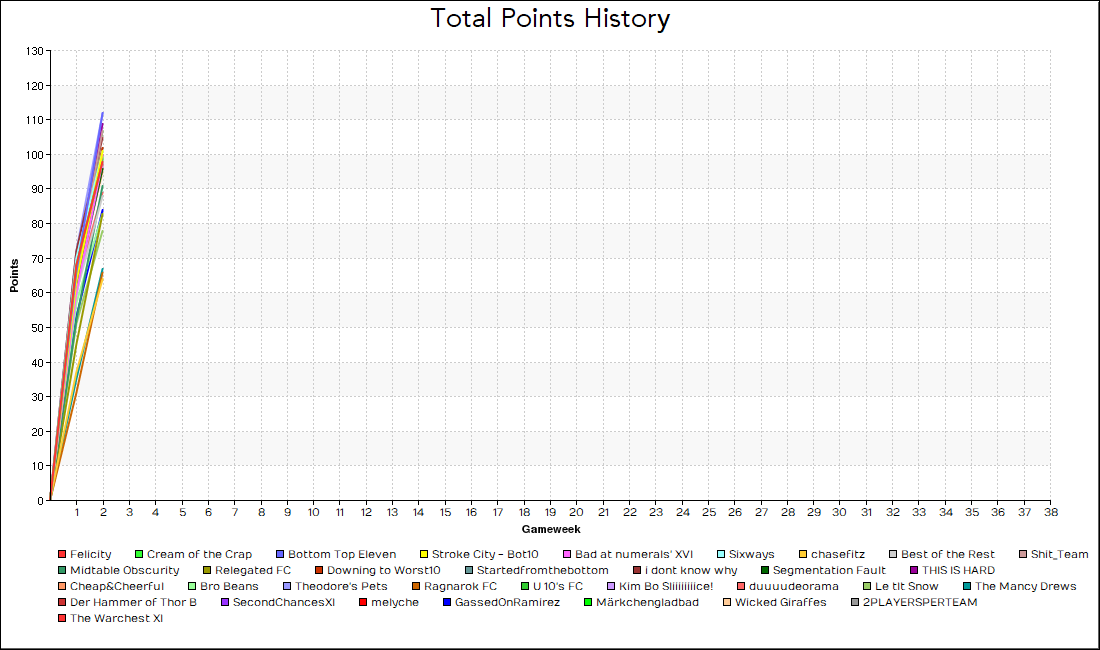 Total Points History
130
120
110
100
90
80
70
60
50
40
30
20
10
0
Points
1 2 3 4 5 6 7 8 9 10 11 12 13 14 15 16 17 18 19 20 21 22 23 24 25 26 27 28 29 30 31 32 33 34 35 36 37 38
Gameweek
Felicity Cream of the Crap Bottom Top Eleven Stroke City - Bot10 Bad at numerals' XVI Sixways chasefitz Best of the Rest Shit_Team
Midtable Obscurity Relegated FC Downing to Worst10 Startedfromthebottom i dont know why Segmentation Fault THIS IS HARD
Cheap&Cheerful Bro Beans Theodore's Pets Ragnarok FC U 10's FC Kim Bo Sliiiiiiiice! duuuudeorama Le tlt Snow The Mancy Drews
Der Hammer of Thor B SecondChancesXI melyche GassedOnRamirez Märkchengladbad Wicked Giraffes 2PLAYERSPERTEAM
The Warchest XI